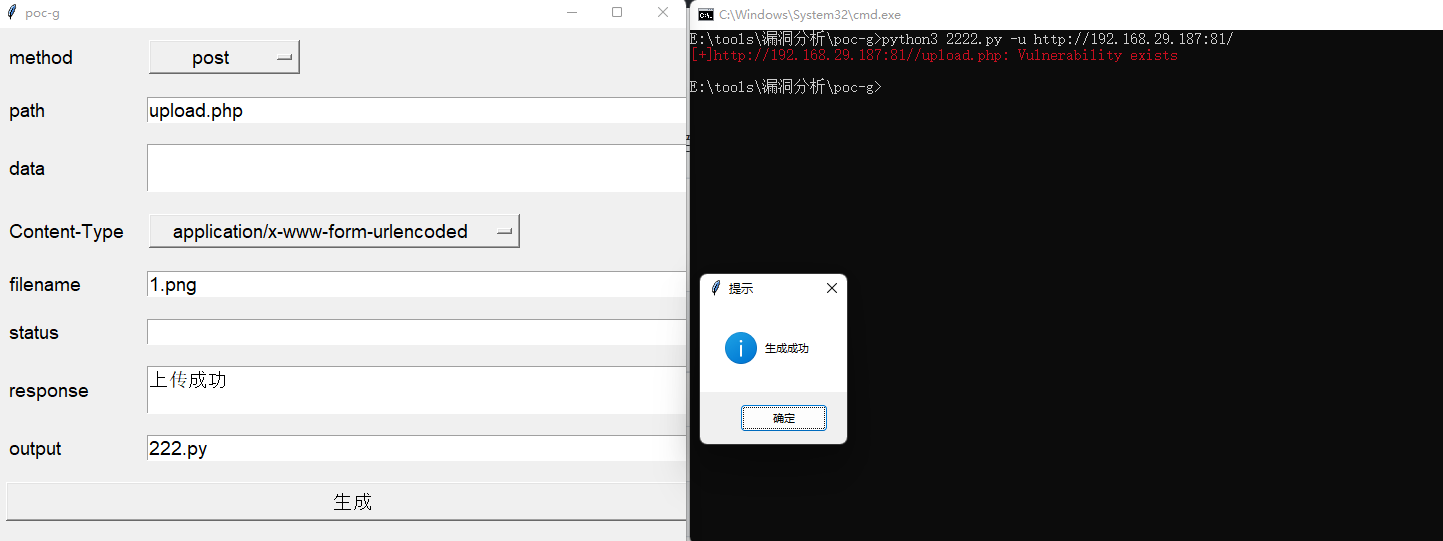 poc-g
method
post
path
upload.php
data
Content-Type
application/x-www-form-urlencoded
filename
1.png
status
response
上传成功
output
222.py
生成
C:\Windows\System32\cmd.exe
E:\tools\漏洞分析\poc-g>python3 2222.py -u http://192.168.29.187:81/
[+]http://192.168.29.187:81//upload.php: Vulnerability exists
E:\tools\漏洞分析\poc-g>
提示
生成成功
确定